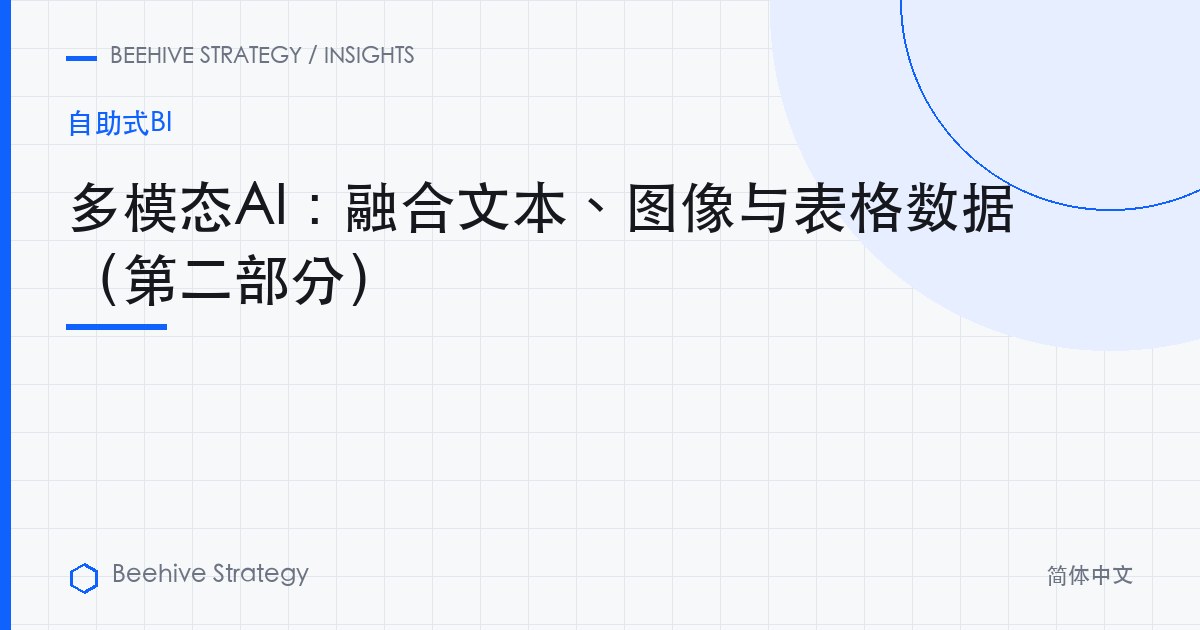 BEEHIVE STRATEGY / INSIGHTS
自助式BI
多模态AI：融合文本、图像与表格数据
（第二部分）
Beehive Strategy
简体中文